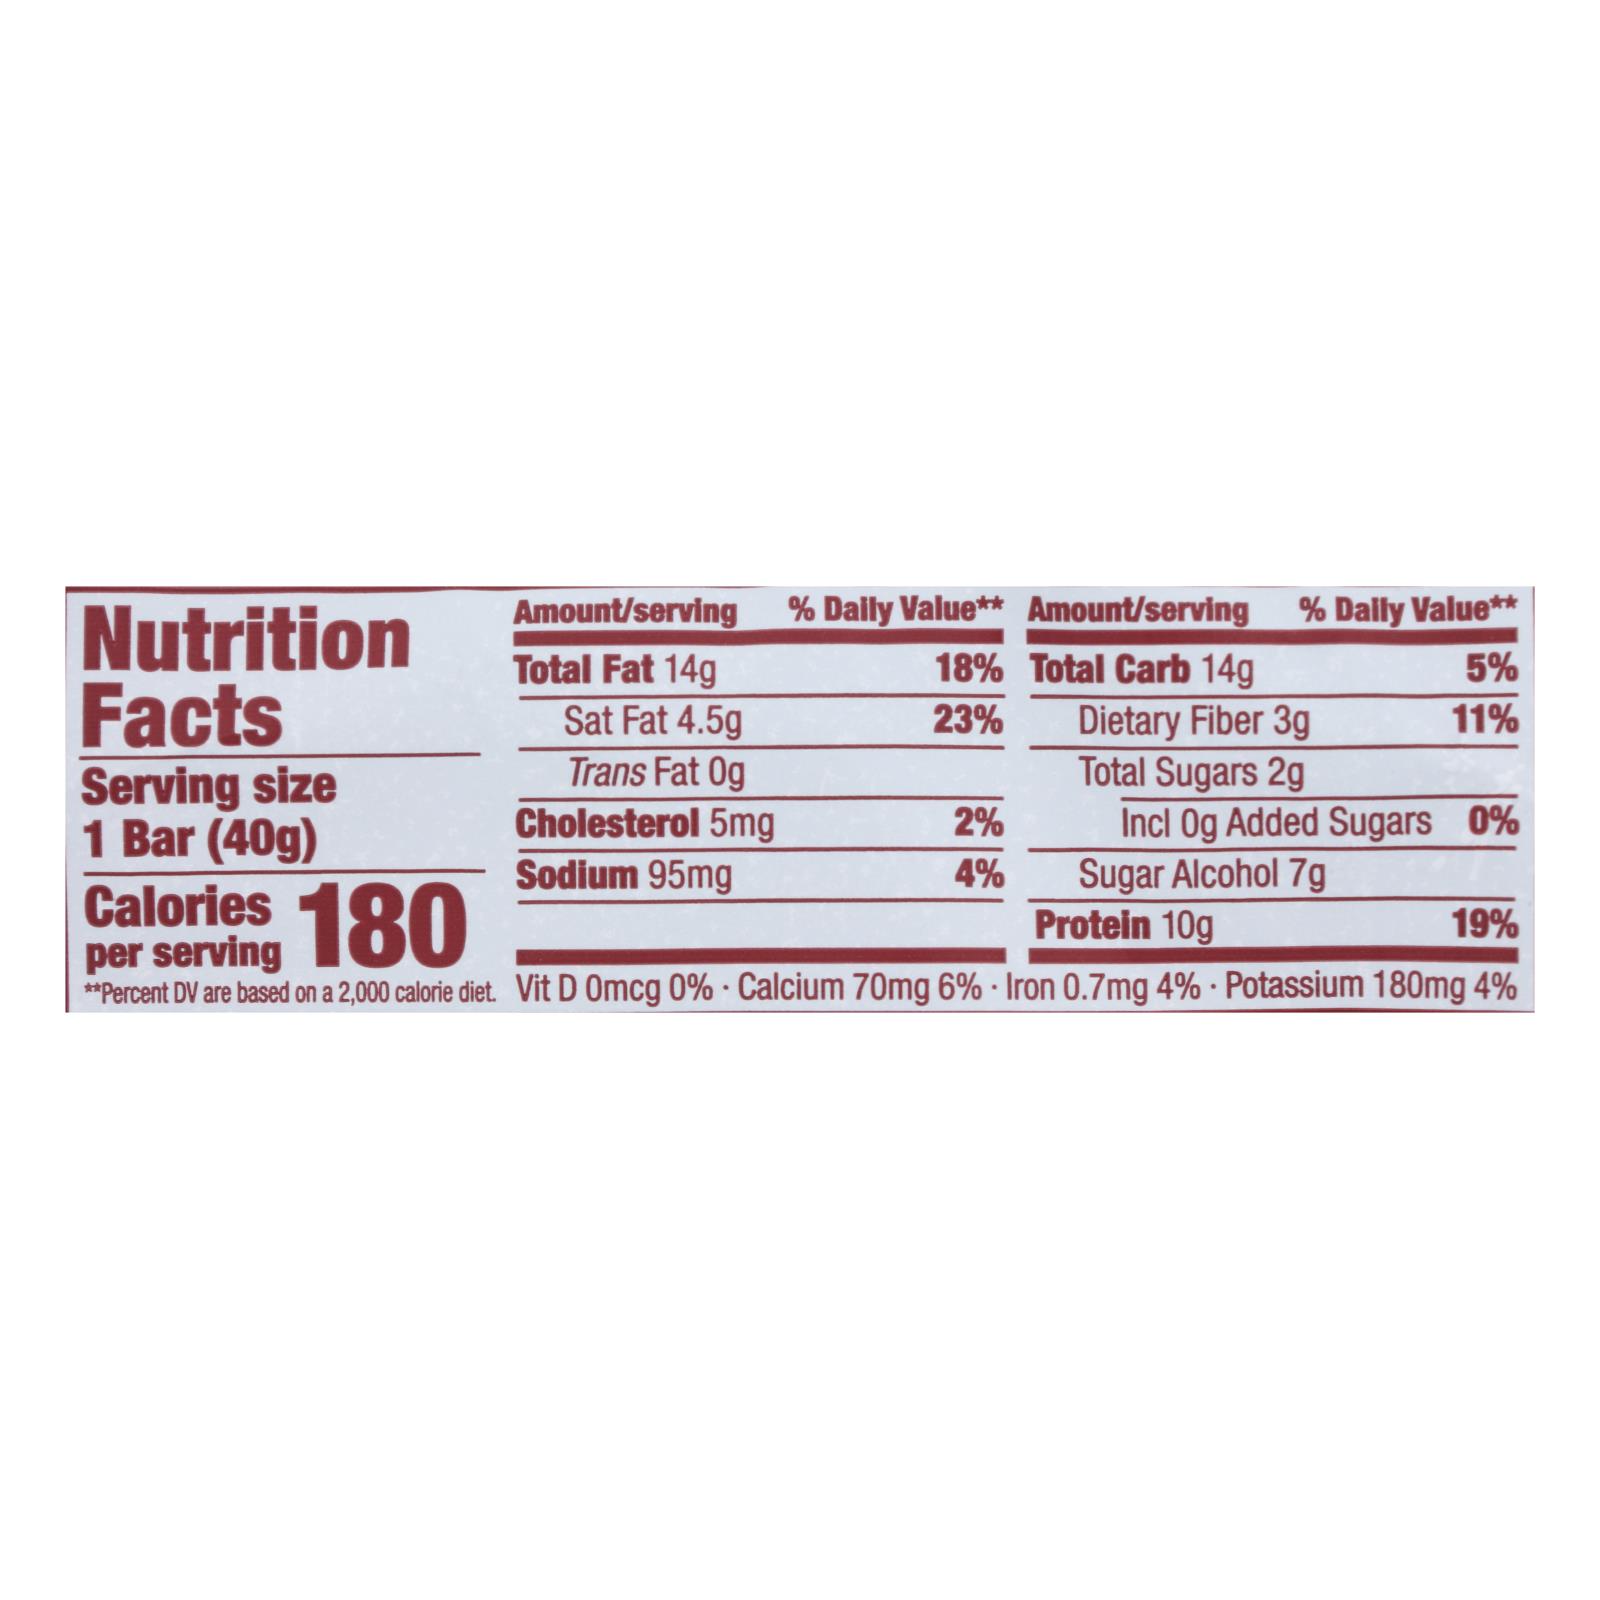 Nutrition
Facts
Serving size
1 Bar (40g)
Calories
per serving 180
**Percent DV are based on a 2,000 calorie diet.
Amount/serving % Daily Value**
Total Fat 14g 18%
Sat Fat 4.5g 23%
Trans Fat 0g
Cholesterol 5mg 2%
Sodium 95mg 4%
Amount/serving % Daily Value**
Total Carb 14g 5%
Dietary Fiber 3g 11%
Total Sugars 2g
Incl 0g Added Sugars 0%
Sugar Alcohol 7g
Protein 10g 19%
Vit D 0mcg 0% · Calcium 70mg 6% · Iron 0.7mg 4% · Potassium 180mg 4%